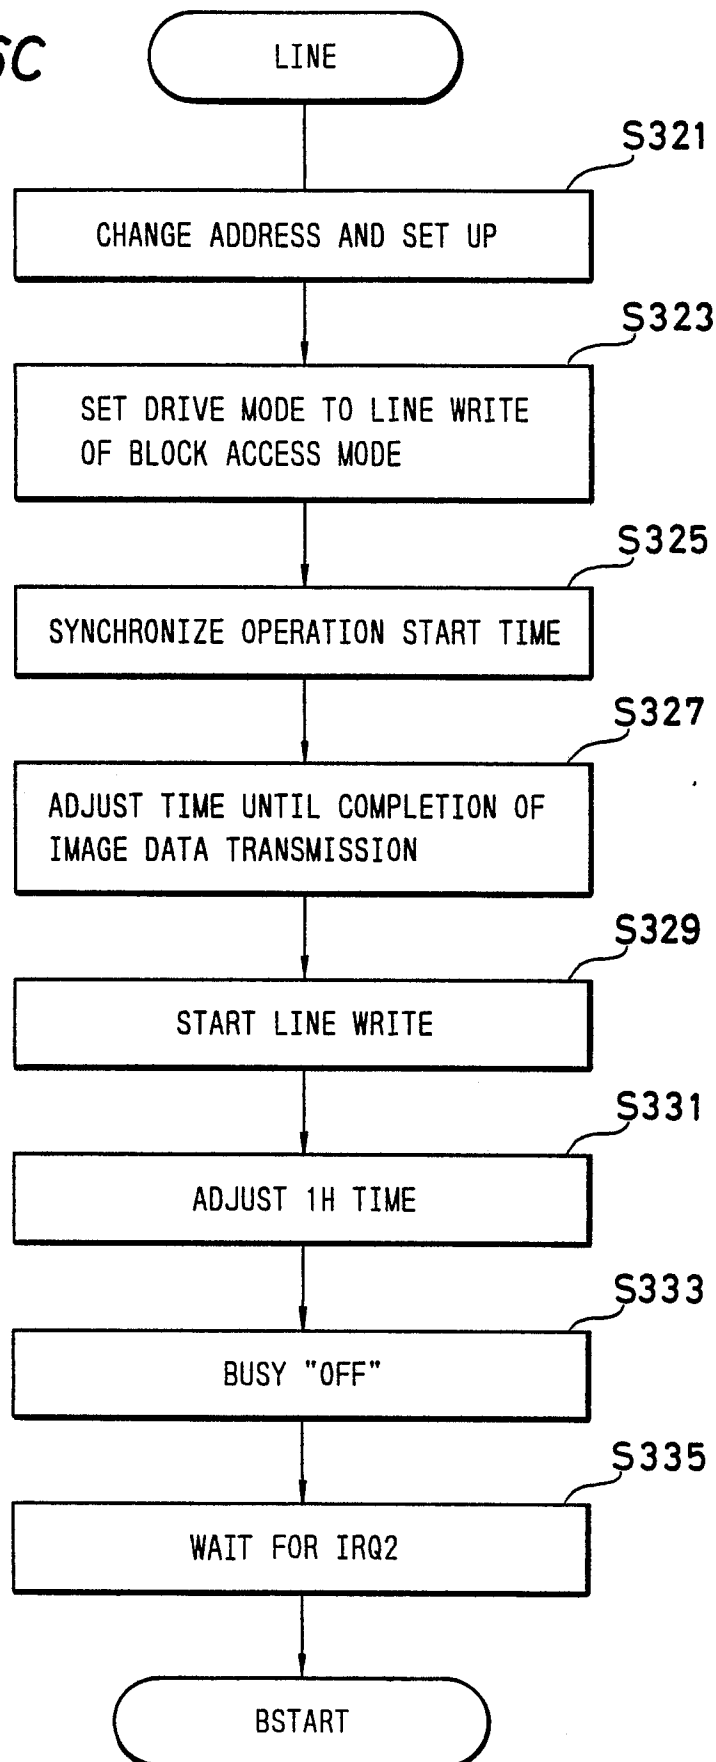 6C
LINE
S321
CHANGE ADDRESS AND SET UP
S323
SET DRIVE MODE TO LINE WRITE
OF BLOCK ACCESS MODE
S325
SYNCHRONIZE OPERATION START TIME
S327
ADJUST TIME UNTIL COMPLETION OF
IMAGE DATA TRANSMISSION
S329
START LINE WRITE
S331
ADJUST 1H TIME
S333
BUSY "OFF"
S335
WAIT FOR IRQ2
BSTART